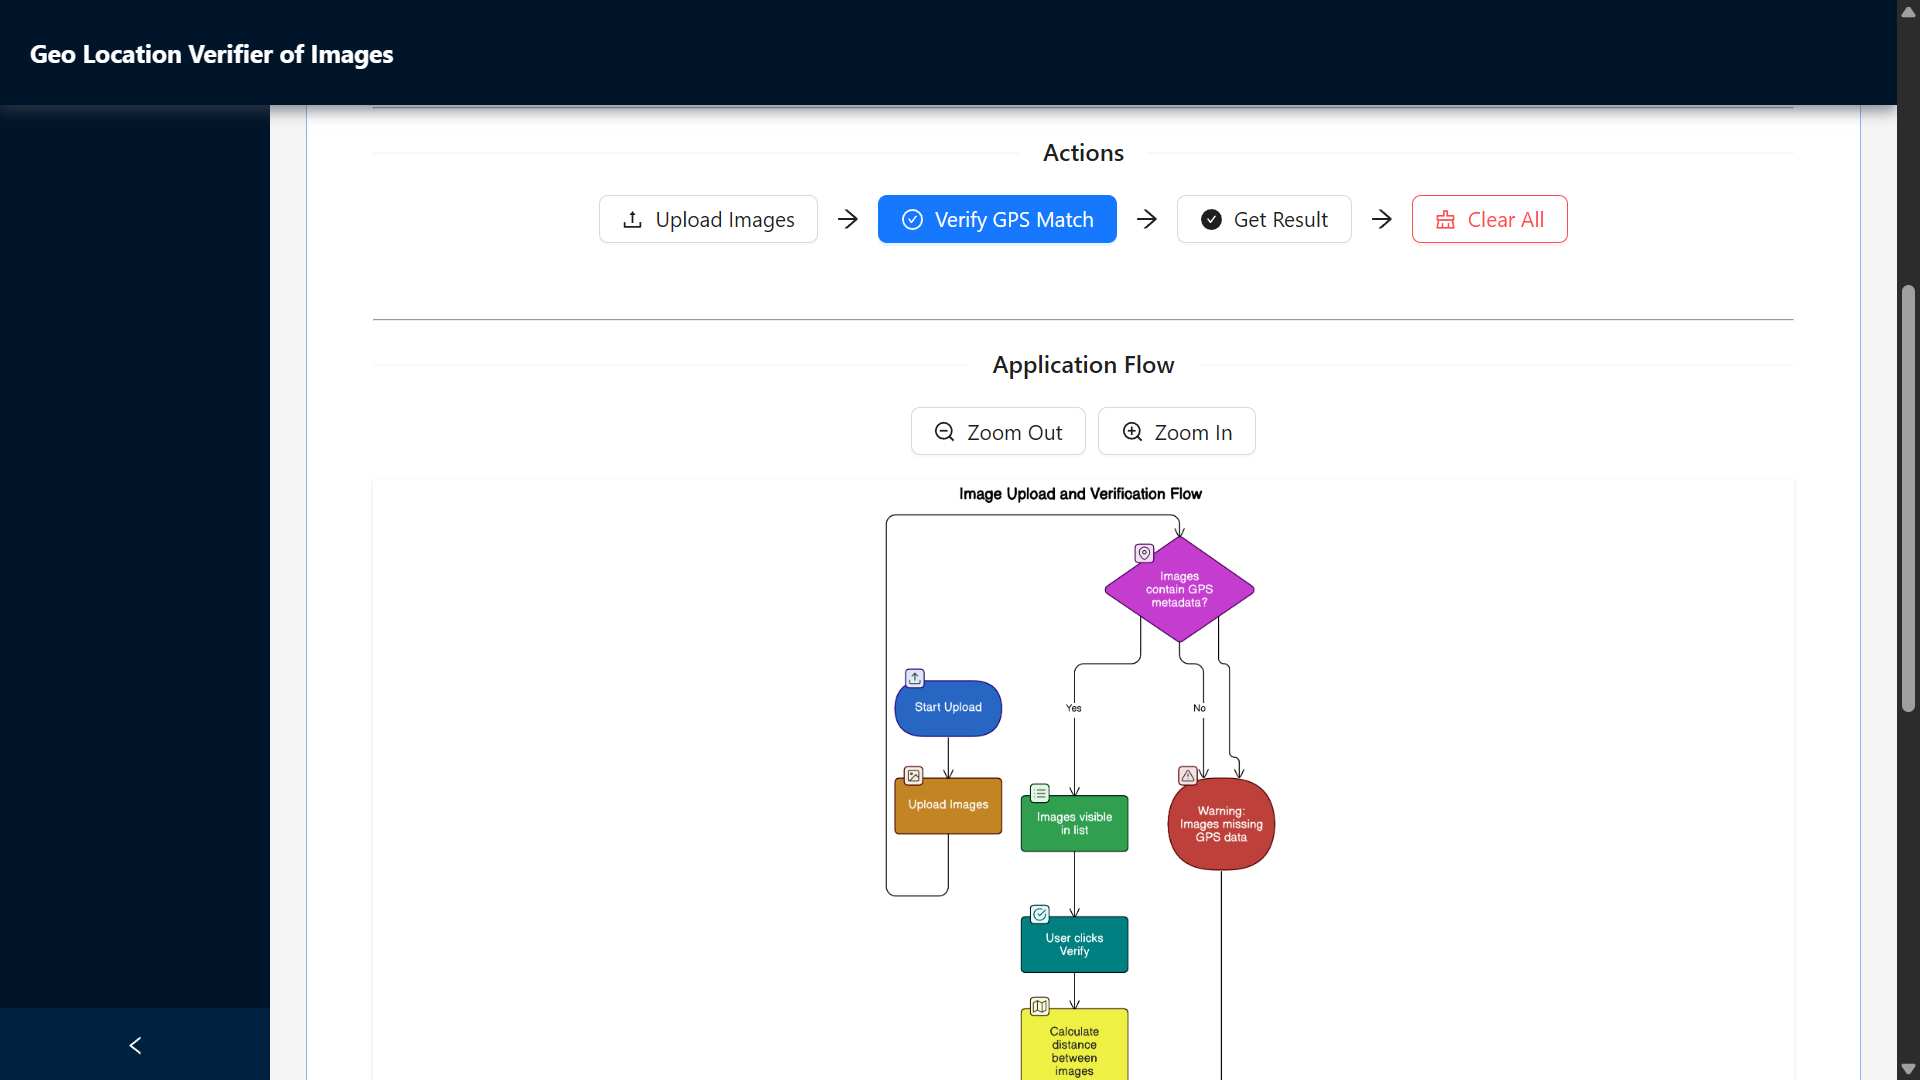 Geo Location Verifier of Images
Actions
Upload Images
Verify GPS Match
Get Result
Clear All
Application Flow
Zoom Out
Zoom In
Image Upload and Verification Flow
Images
contain GPS
metadata?
Start Upload
Yes
No
Upload Images
Images visible
in list
Warning:
Images missing
GPS data
User clicks
Verify
Calculate
distance
between
images